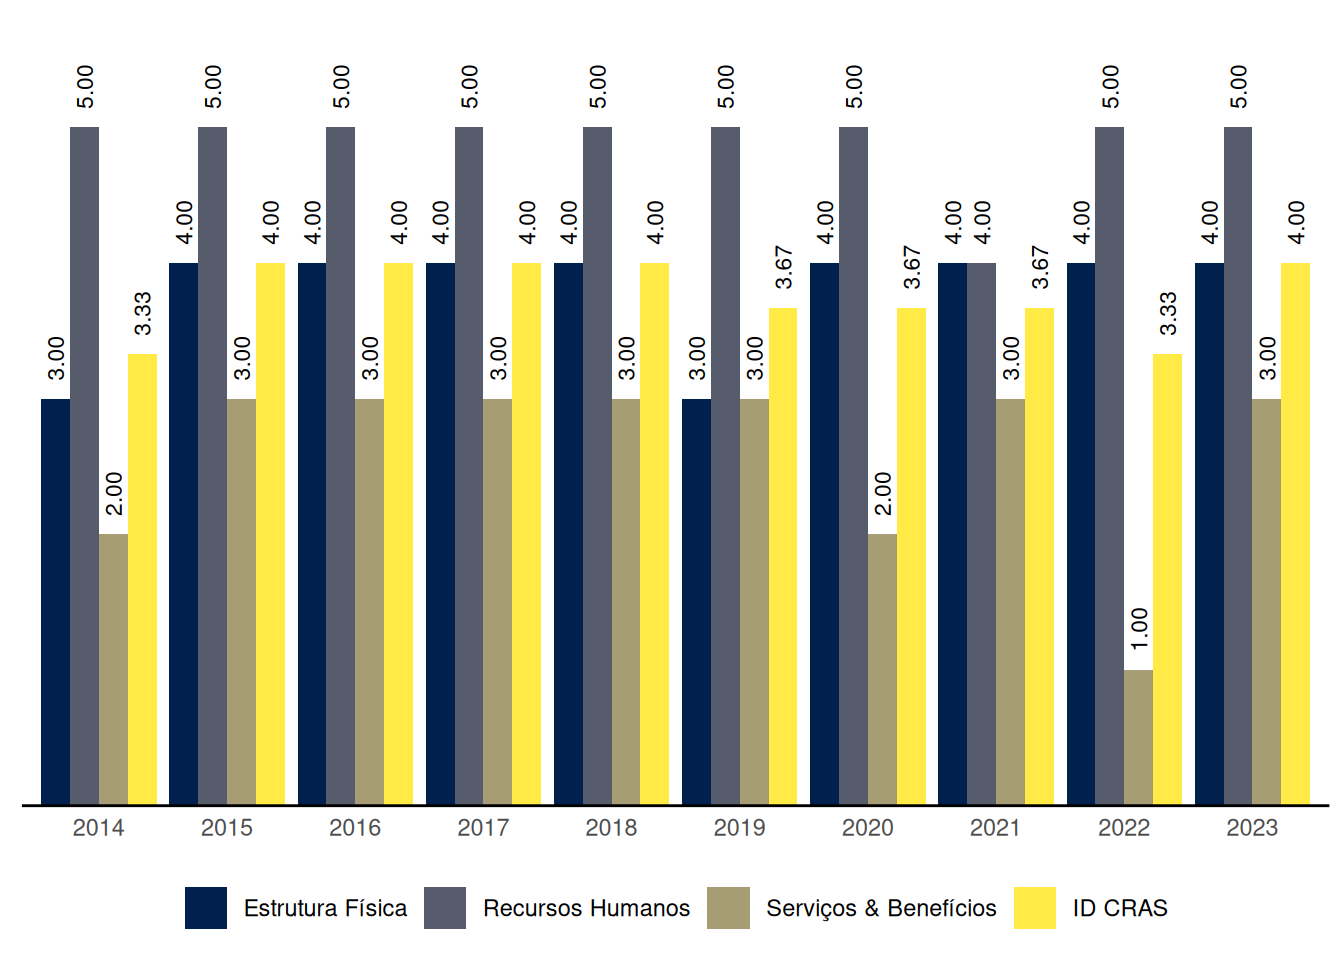 5.00 5.00 5.00 5.00 5.00 5.00 5.00 5.00 5.00
4.00 4.00 4.00 4.00 4.00 4.00 4.00 4.00 4.00 4.00 4.00 4.00 4.00 4.00
3.67 3.67 3.67
3.33 3.33
3.00 3.00 3.00 3.00 3.00 3.00 3.00 3.00 3.00
2.00 2.00
1.00
2014 2015 2016 2017 2018 2019 2020 2021 2022 2023
Estrutura Física Recursos Humanos Serviços & Benefícios ID CRAS